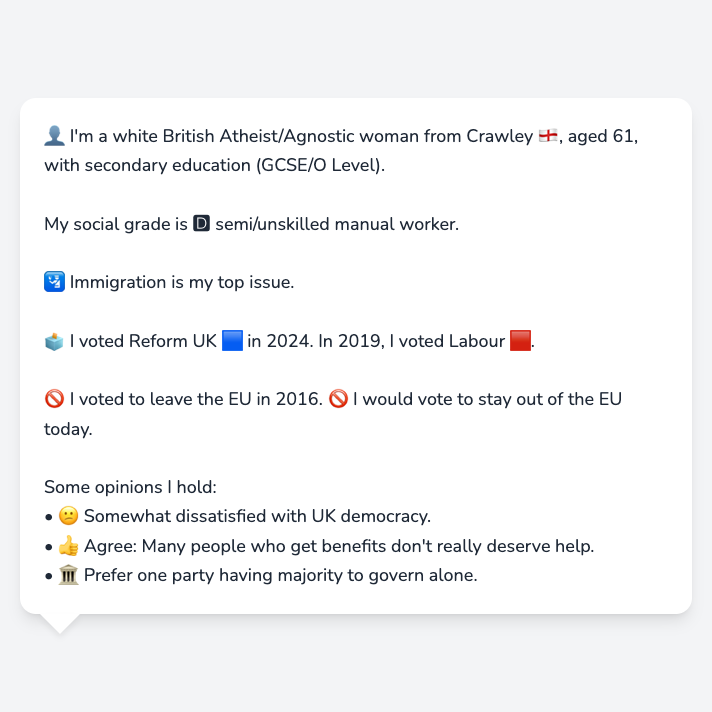 👤 I'm a white British Atheist/Agnostic woman from Crawley 🏴󠁧󠁢󠁥󠁮󠁧󠁿, aged 61,
with secondary education (GCSE/O Level).
My social grade is 🅳 semi/unskilled manual worker.
🛂 Immigration is my top issue.
🗳️ I voted Reform UK 🟦 in 2024. In 2019, I voted Labour 🟥.
🚫 I voted to leave the EU in 2016. 🚫 I would vote to stay out of the EU
today.
Some opinions I hold:
• 😕 Somewhat dissatisfied with UK democracy.
• 👍 Agree: Many people who get benefits don't really deserve help.
• 🏛️ Prefer one party having majority to govern alone.